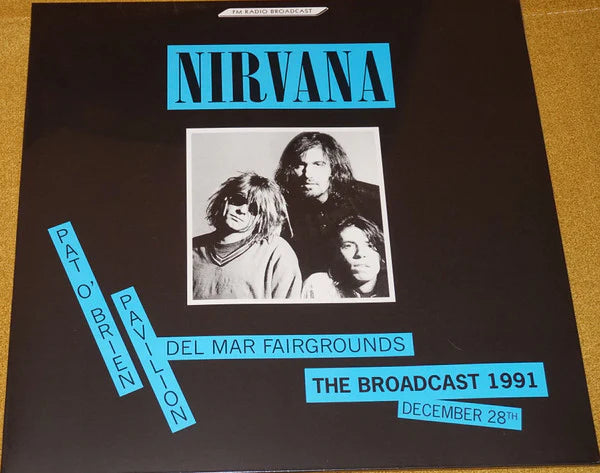 FM RADIO BROADCAST
NIRVANA
PAT O' BRIEN
PAVILION
DEL MAR FAIRGROUNDS
THE BROADCAST 1991
DECEMBER 28TH